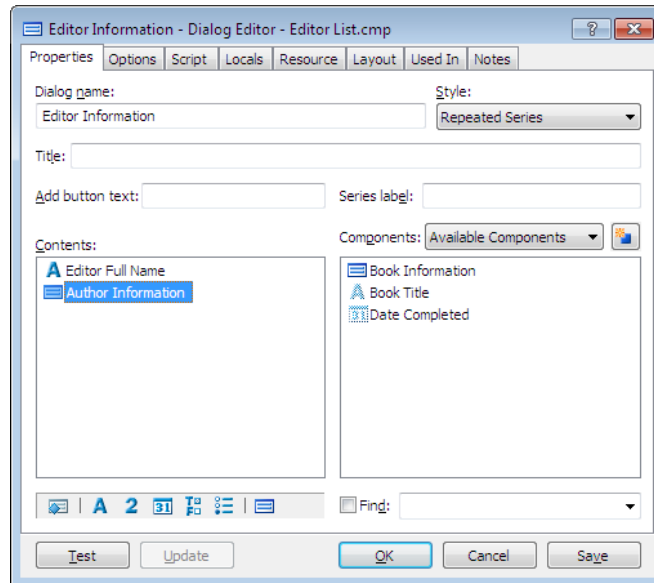 Editor Information - Dialog Editor - Editor List.cmp
?
Properties Options Script Locals Resource Layout Used In Notes
Dialog name: Style:
Editor Information Repeated Series
Title:
Add button text: Series label:
Contents: Components: Available Components
A Editor Full Name Book Information
Author Information A Book Title
31 Date Completed
A 2 31 Find:
Test Update OK Cancel Save